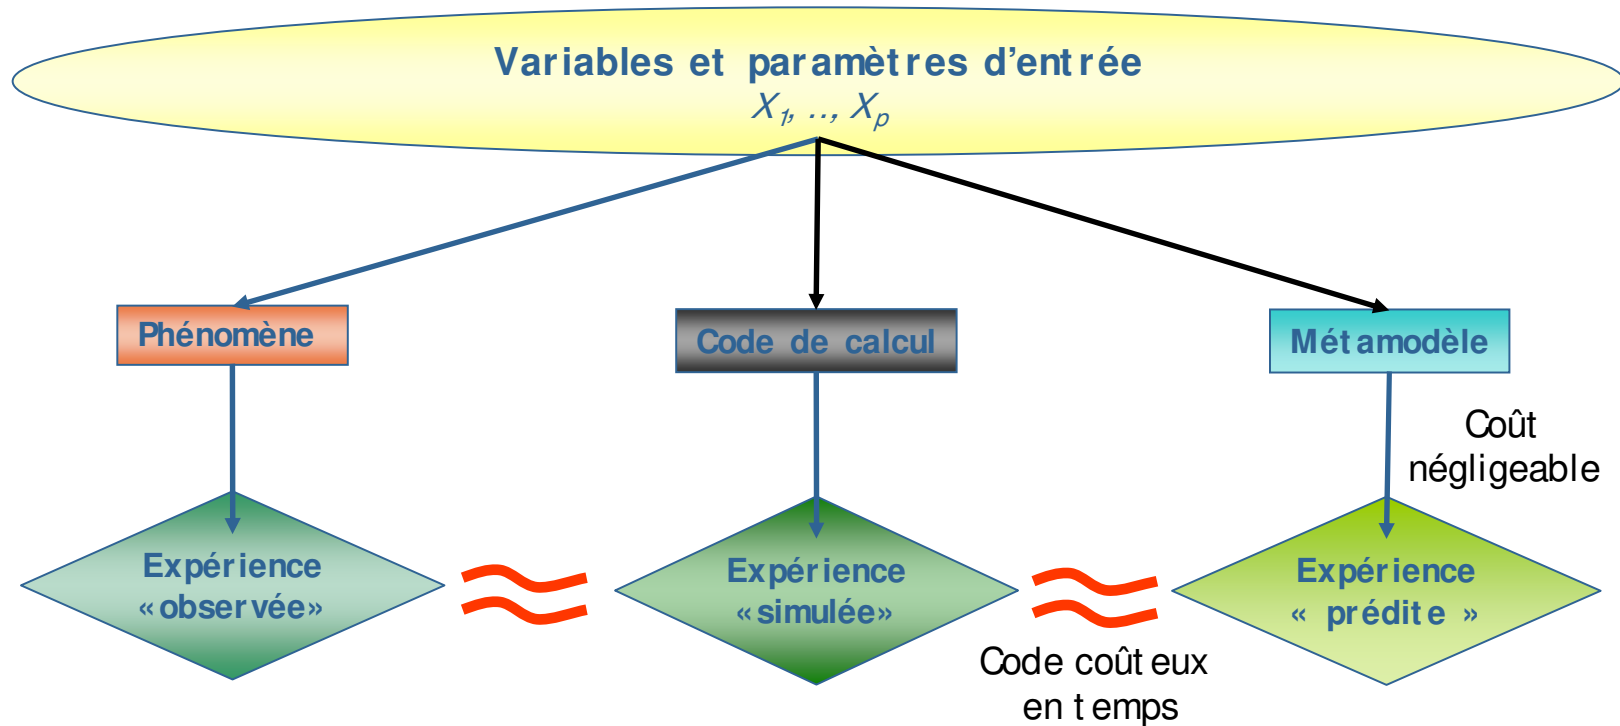 Variables et paramètres d'entrée
X1, .., Xp
Phénomène
Code de calcul
Métamodèle
Coût
négligeable
Expérience
«observée»
Expérience
«simulée»
Expérience
« prédite »
Code coûteux
en temps